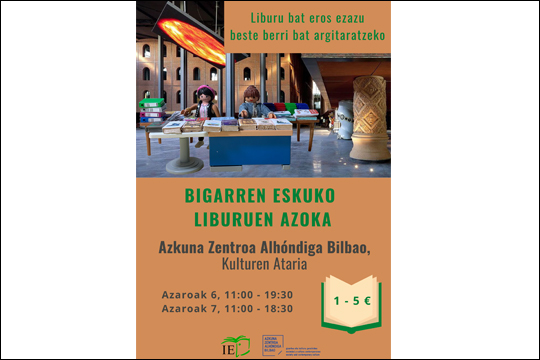 Liburu bat eros ezazu
beste berri bat argitaratzeko
BIGARREN ESKUKO
LIBURUEN AZOKA
Azkuna Zentroa Alhóndiga Bilbao,
Kulturen Ataria
Azaroak 6, 11:00 - 19:30
Azaroak 7, 11:00 - 18:30
1 - 5 €
IE
AZKUNA
ZENTROA
ALHÓNDIGA
BILBAO